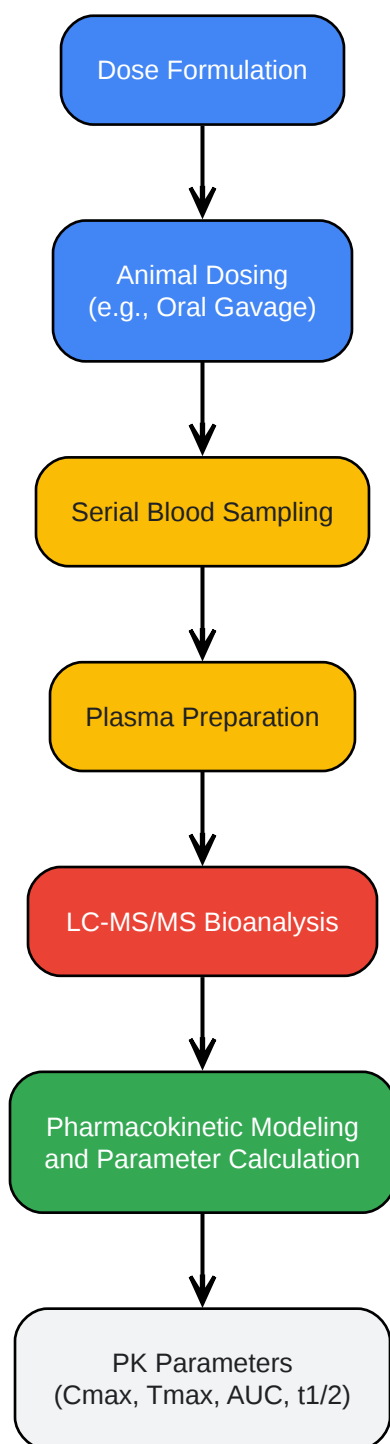 Dose Formulation
Animal Dosing
(e.g., Oral Gavage)
Serial Blood Sampling
Plasma Preparation
LC-MS/MS Bioanalysis
Pharmacokinetic Modeling
and Parameter Calculation
PK Parameters
(Cmax, Tmax, AUC, t1/2)